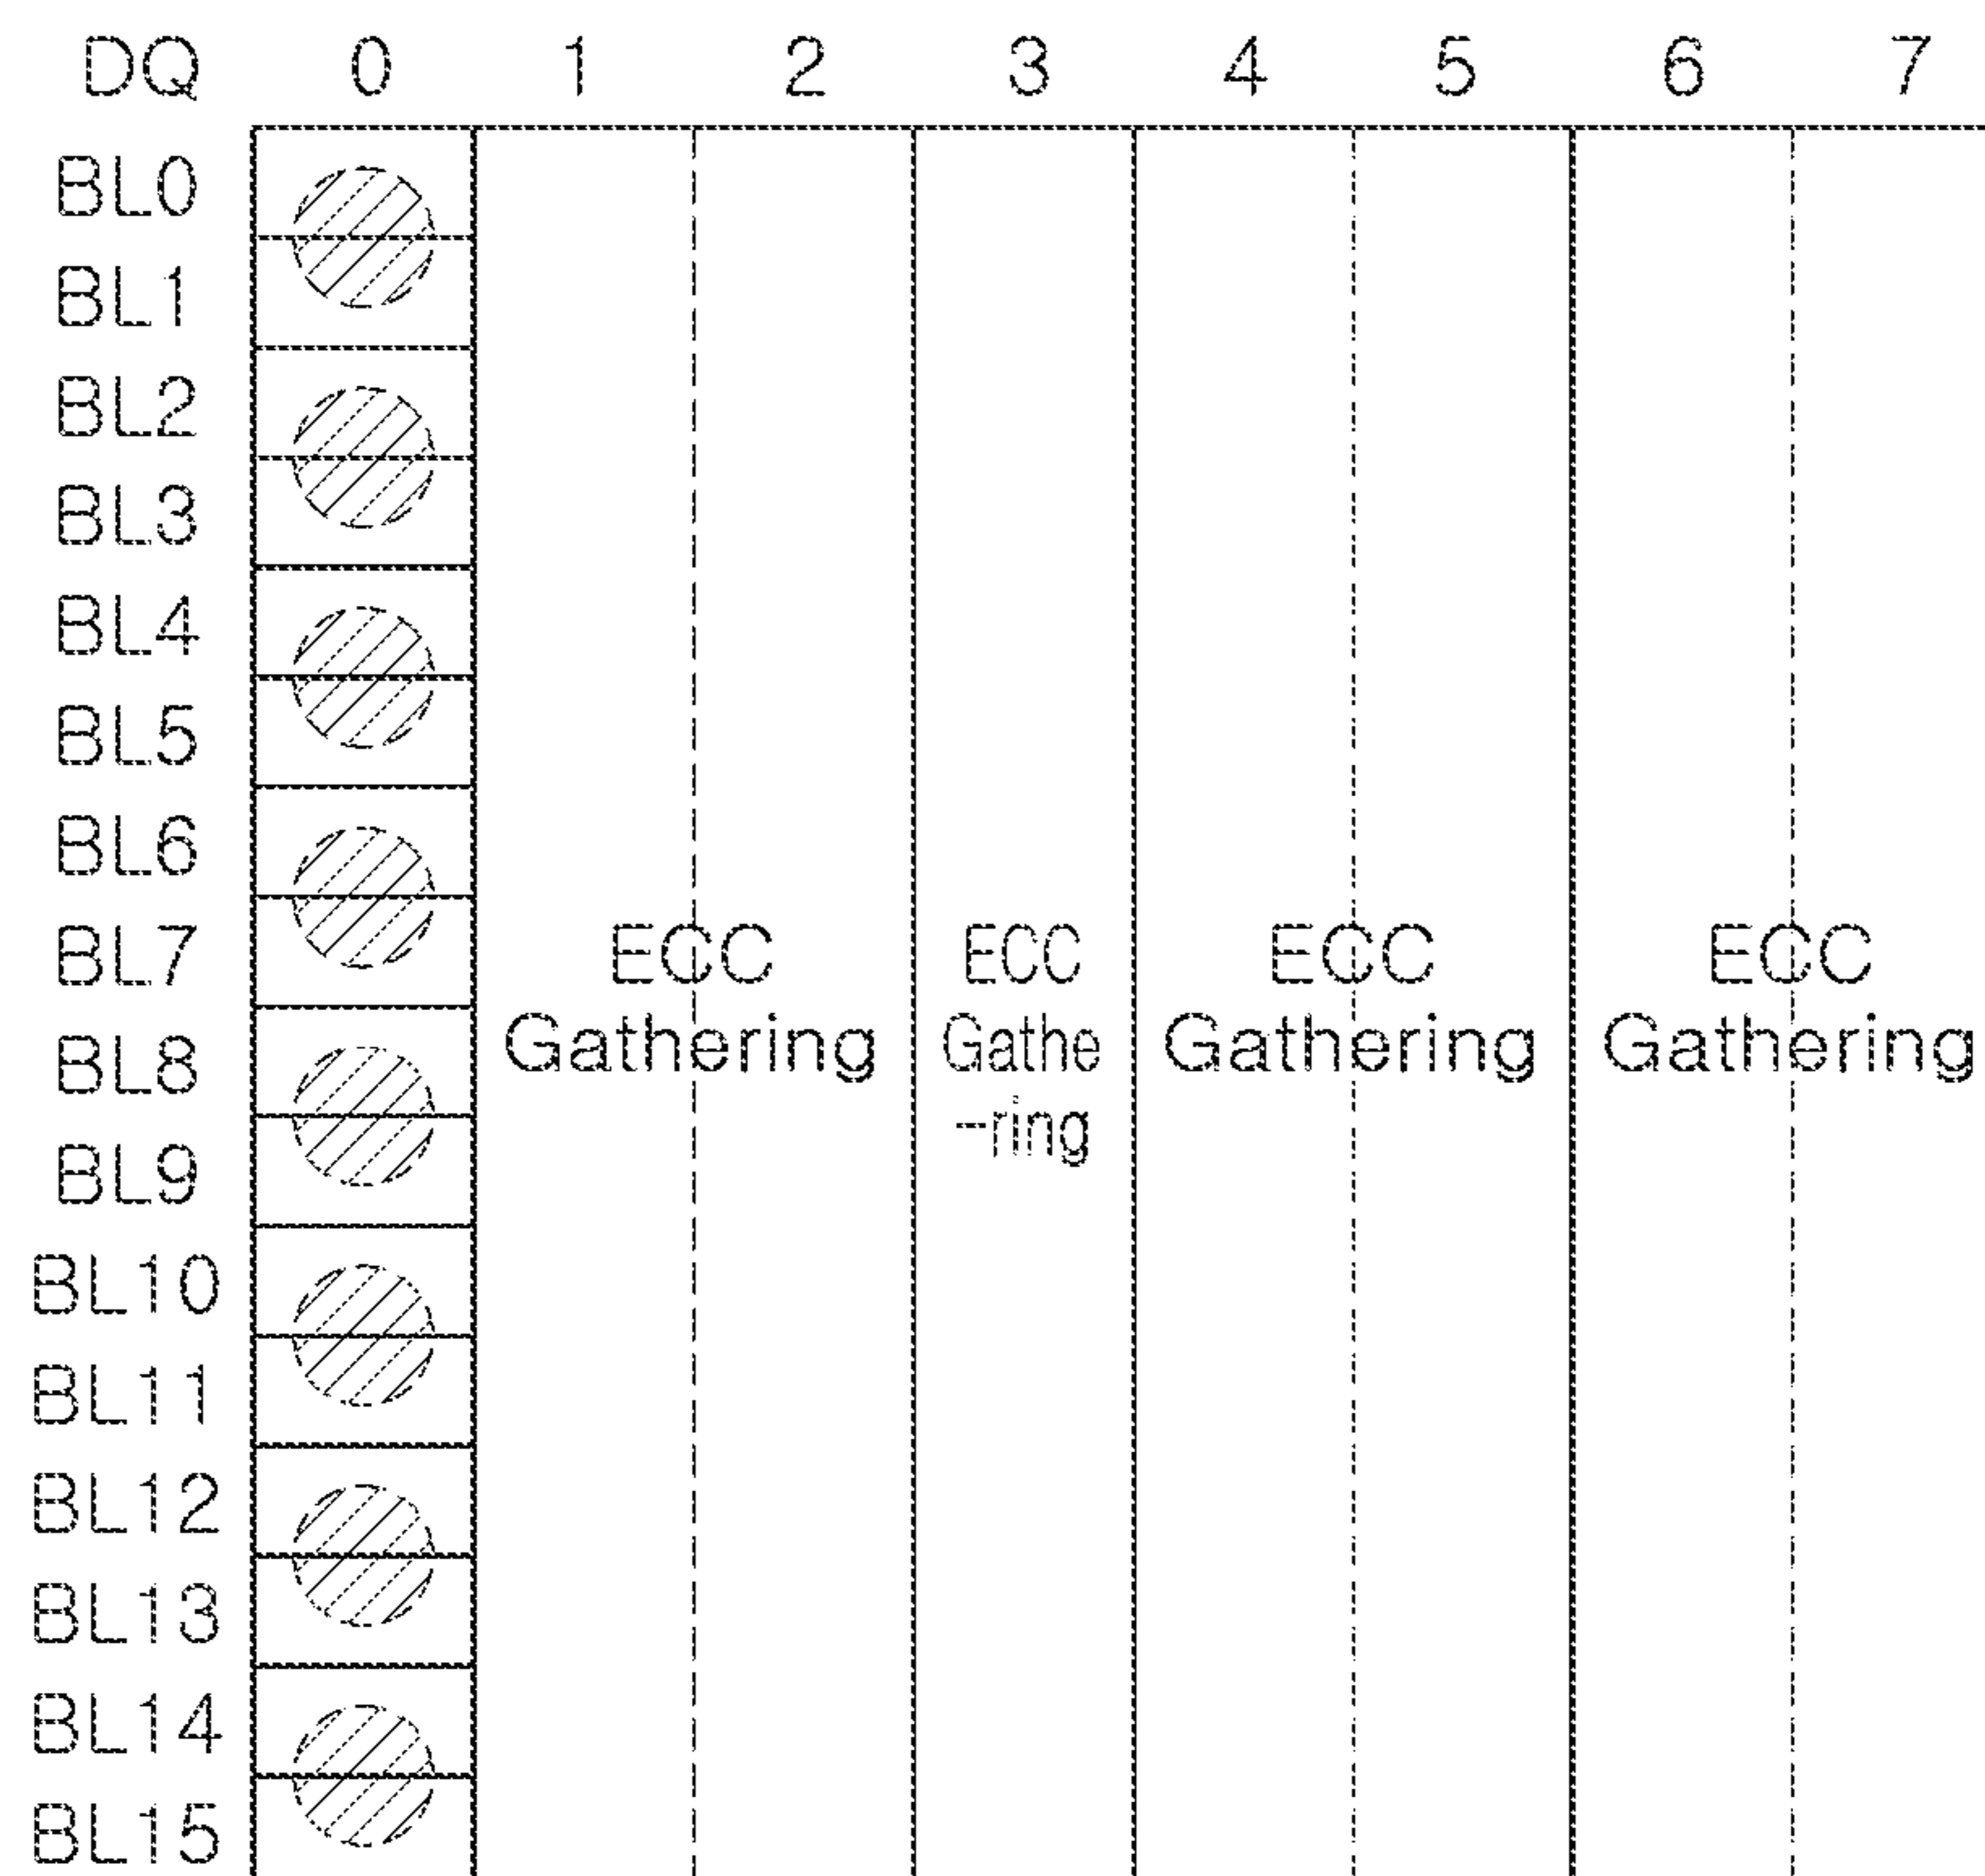 DQ 0 1 2 3 4 5 6 7
BL0
BL1
BL2
BL3
BL4
BL5
BL6
BL7
BL8
BL9
BL10
BL11
BL12
BL13
BL14
BL15
ECC
Gathering
ECC
Gathe
-ring
ECC
Gathering
ECC
Gathering